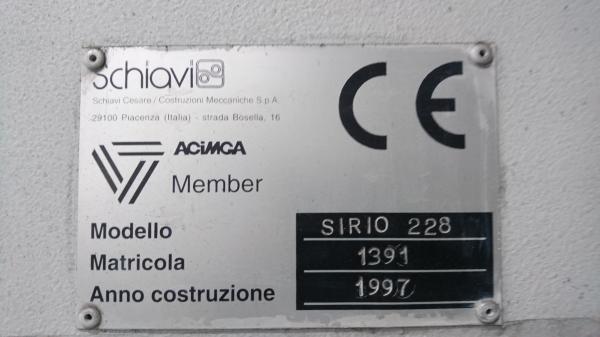 Schiavi
Schiavi Cesare / Costruzioni Meccaniche S.p.A.
29100 Piacenza (Italia) - strada Bosella, 16
CE
ACIMGA
Member
Modello SIRIO 228
Matricola 1391
Anno costruzione 1997